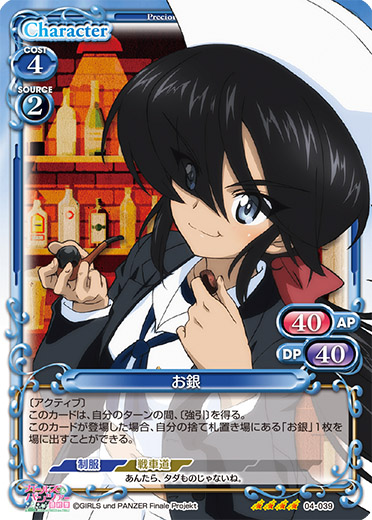 Precious
Character
COST
4
SOURCE
2
40 AP
DP 40
お銀
〔アクティブ〕
このカードは、自分のターンの間、〔強引〕を得る。
このカードが登場した場合、自分の捨て札置き場にある「お銀」1枚を
場に出すことができる。
制服 戦車道
あんたら、タダものじゃないね。
©GIRLS und PANZER Finale Projekt 04-039